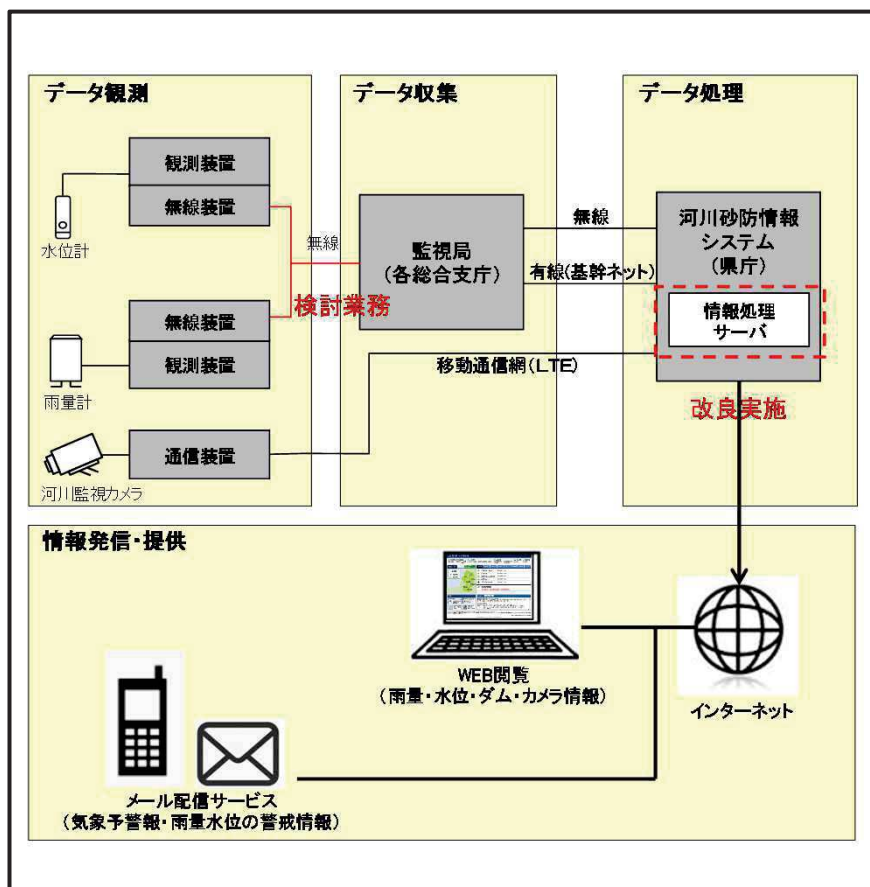 データ観測
データ収集
データ処理
観測装置
無線装置
水位計
無線
検討業務
無線装置
観測装置
雨量計
通信装置
河川監視カメラ
監視局
(各総合支庁)
無線
有線(基幹ネット)
移動通信網(LTE)
河川砂防情報
システム
(県庁)
情報処理
サーバ
改良実施
情報発信・提供
WEB閲覧
(雨量・水位・ダム・カメラ情報)
インターネット
メール配信サービス
(気象予警報・雨量水位の警戒情報)